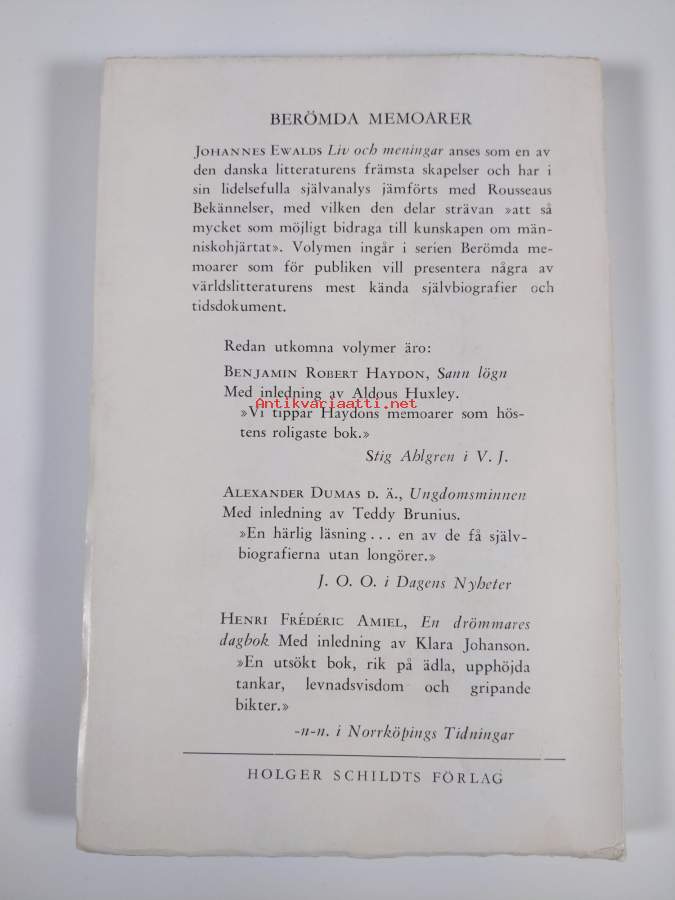 BERÖMDA MEMOARER
JOHANNES EWALDS Liv och meningar anses som en av
den danska litteraturens främsta skapelser och har i
sin lidelsefulla självanalys jämförts med Rousseaus
Bekännelser, med vilken den delar strävan »att så
mycket som möjligt bidraga till kunskapen om män-
niskohjärtat». Volymen ingår i serien Berömda me-
moarer som för publiken vill presentera några av
världslitteraturens mest kända självbiografier och
tidsdokument.
Redan utkomna volymer äro:
BENJAMIN ROBERT HAYDON, Sann lögn
Med inledning av Aldous Huxley.
Antikvariaatti.net
»Vi tippar Haydons memoarer som hös-
tens roligaste bok.»
Stig Ahlgren i V. J.
ALEXANDER DUMAS D. Ä., Ungdomsminnen
Med inledning av Teddy Brunius.
»En härlig läsning... en av de få själv-
biografierna utan longörer.»
J. O. O. i Dagens Nyheter
HENRI FRÉDÉRIC AMIEL, En drömmares
dagbok Med inledning av Klara Johanson.
»En utsökt bok, rik på ädla, upphöjda
tankar, levnadsvisdom och gripande
bikter.»
-n-n. i Norrköpings Tidningar
HOLGER SCHILDTS FÖRLAG